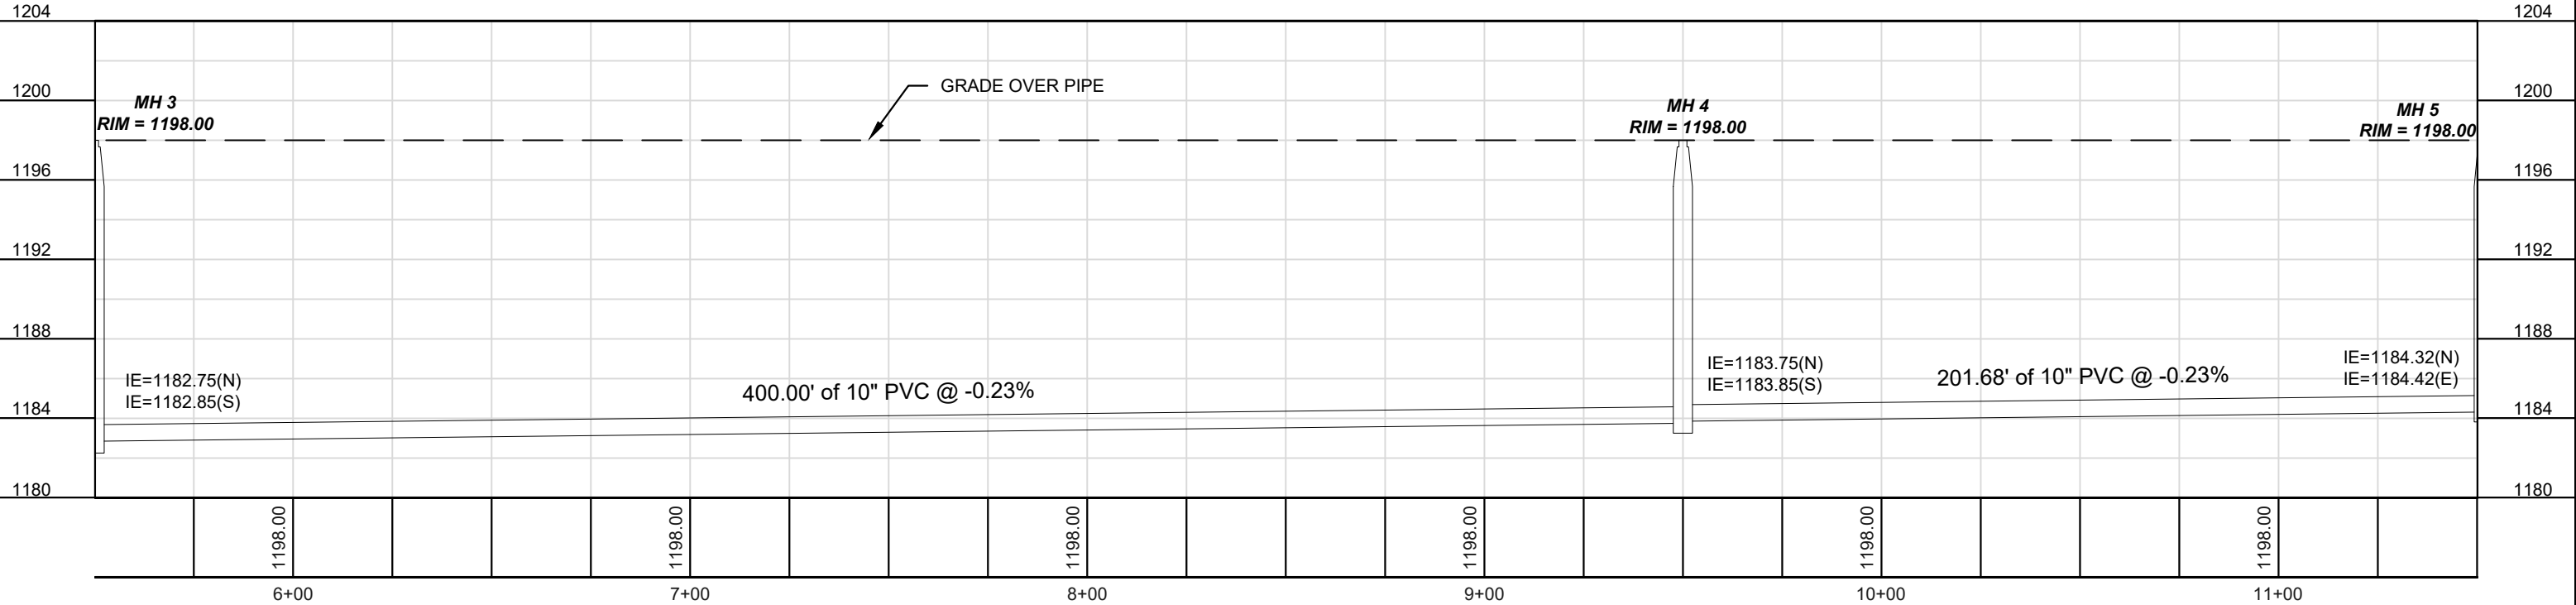 1204
1204
GRADE OVER PIPE
1200
1200
MH 3
RIM = 1198.00
MH 4
RIM = 1198.00
MH 5
RIM = 1198.00
1196
1196
1192
1192
1188
1188
IE=1182.75(N)
IE=1182.85(S)
400.00' of 10" PVC @ -0.23%
IE=1183.75(N)
IE=1183.85(S)
201.68' of 10" PVC @ -0.23%
IE=1184.32(N)
IE=1184.42(E)
1184
1184
1180
1180
1198.00
1198.00
1198.00
1198.00
1198.00
1198.00
6+00
7+00
8+00
9+00
10+00
11+00